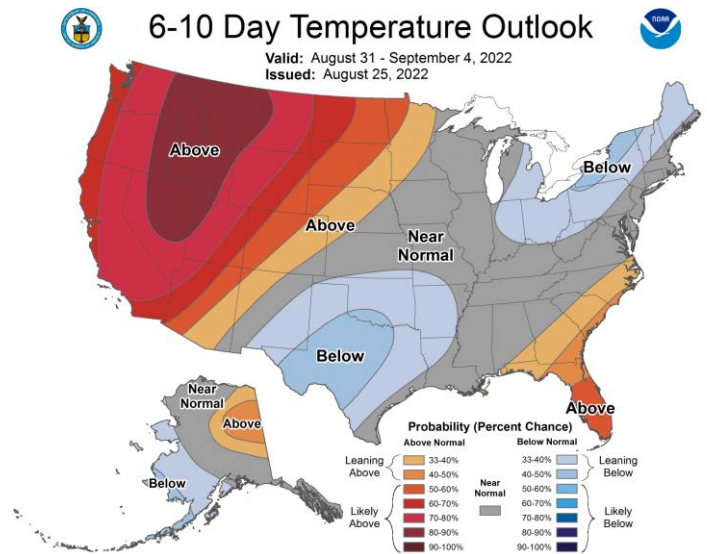 6-10 Day Temperature Outlook
Valid: August 31 - September 4, 2022
Issued: August 25, 2022
NOAA
Above
Above
Near
Normal
Below
Below
Above
Near
Normal
Above
Below
Probability (Percent Chance)
Above Normal
Below Normal
Leaning
Above
33-40%
40-50%
Likely
Above
50-60%
60-70%
70-80%
80-90%
90-100%
Near
Normal
33-40%
40-50%
Leaning
Below
50-60%
60-70%
70-80%
80-90%
90-100%
Likely
Below